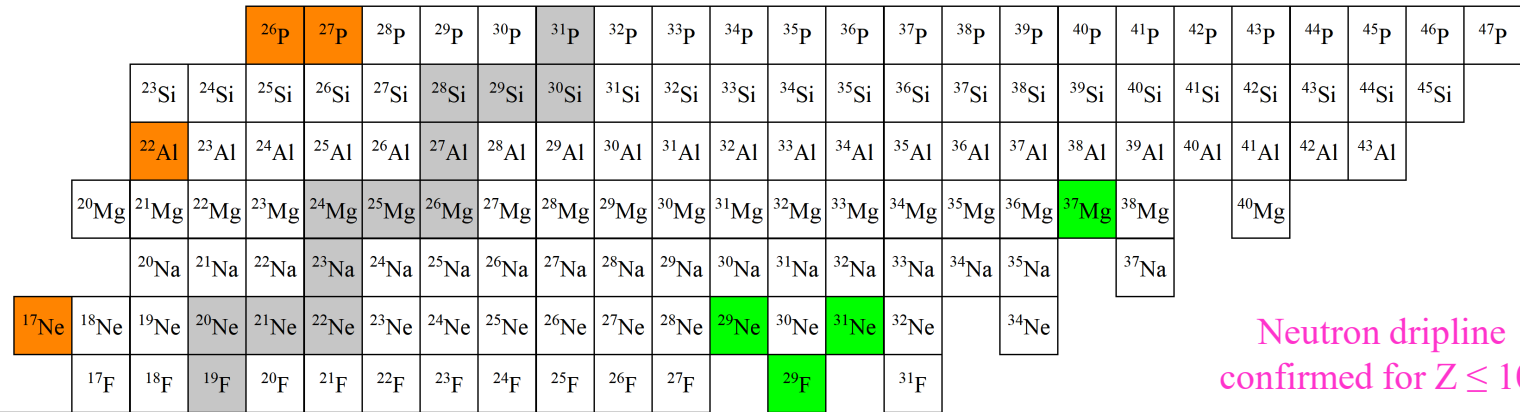 ²⁶P ²⁷P ²⁸P ²⁹P ³⁰P ³¹P ³²P ³³P ³⁴P ³⁵P ³⁶P ³⁷P ³⁸P ³⁹P ⁴⁰P ⁴¹P ⁴²P ⁴³P ⁴⁴P ⁴⁵P ⁴⁶P ⁴⁷P
²³Si ²⁴Si ²⁵Si ²⁶Si ²⁷Si ²⁸Si ²⁹Si ³⁰Si ³¹Si ³²Si ³³Si ³⁴Si ³⁵Si ³⁶Si ³⁷Si ³⁸Si ³⁹Si ⁴⁰Si ⁴¹Si ⁴²Si ⁴³Si ⁴⁴Si ⁴⁵Si
²²Al ²³Al ²⁴Al ²⁵Al ²⁶Al ²⁷Al ²⁸Al ²⁹Al ³⁰Al ³¹Al ³²Al ³³Al ³⁴Al ³⁵Al ³⁶Al ³⁷Al ³⁸Al ³⁹Al ⁴⁰Al ⁴¹Al ⁴²Al ⁴³Al
²⁰Mg ²¹Mg ²²Mg ²³Mg ²⁴Mg ²⁵Mg ²⁶Mg ²⁷Mg ²⁸Mg ²⁹Mg ³⁰Mg ³¹Mg ³²Mg ³³Mg ³⁴Mg ³⁵Mg ³⁶Mg ³⁷Mg ³⁸Mg ⁴⁰Mg
²⁰Na ²¹Na ²²Na ²³Na ²⁴Na ²⁵Na ²⁶Na ²⁷Na ²⁸Na ²⁹Na ³⁰Na ³¹Na ³²Na ³³Na ³⁴Na ³⁵Na ³⁷Na
¹⁷Ne ¹⁸Ne ¹⁹Ne ²⁰Ne ²¹Ne ²²Ne ²³Ne ²⁴Ne ²⁵Ne ²⁶Ne ²⁷Ne ²⁸Ne ²⁹Ne ³⁰Ne ³¹Ne ³²Ne ³⁴Ne
¹⁷F ¹⁸F ¹⁹F ²⁰F ²¹F ²²F ²³F ²⁴F ²⁵F ²⁶F ²⁷F ²⁹F ³¹F
Neutron dripline
confirmed for Z ≤ 10